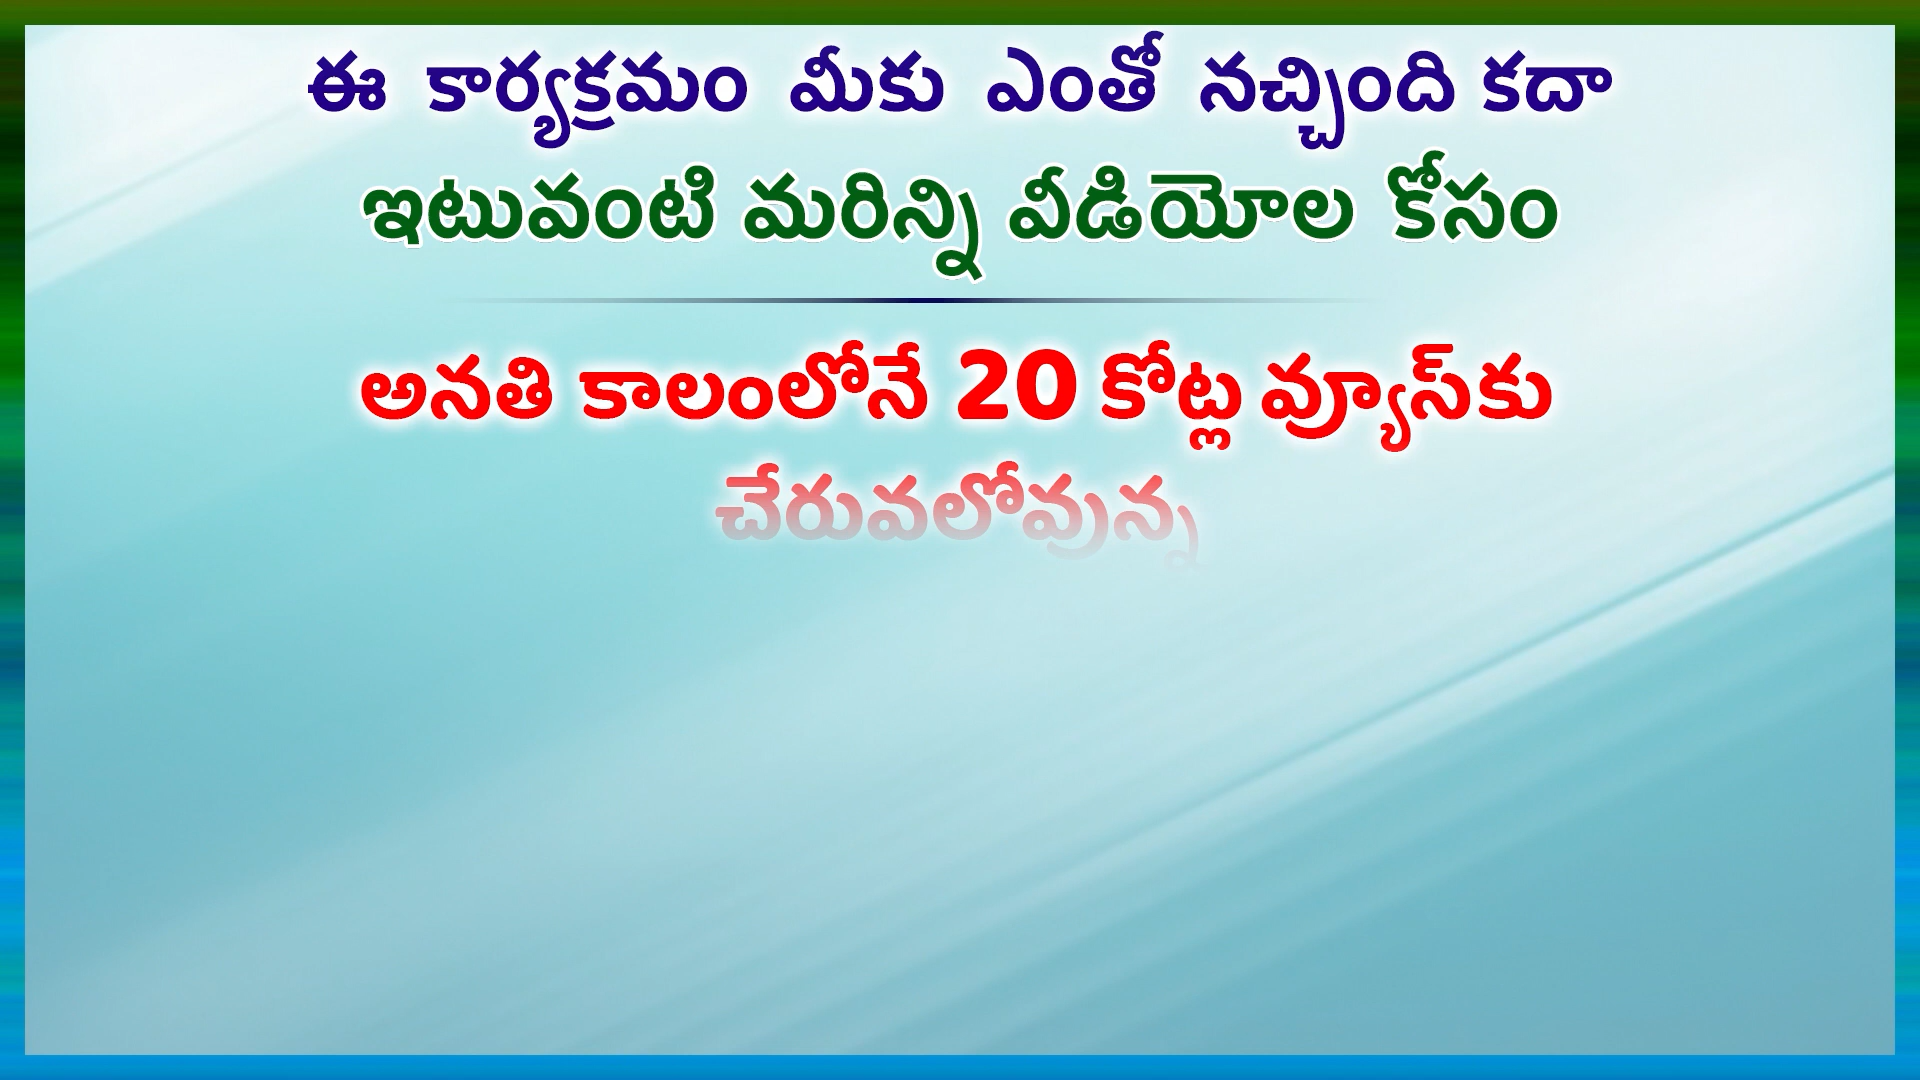 ఈ కార్యక్రమం మీకు ఎంతో నచ్చింది కదా
ఇటువంటి మరిన్ని వీడియోల కోసం
అనతి కాలంలోనే 20 కోట్ల వ్యూస్‌కు
చేరువలోవున్న